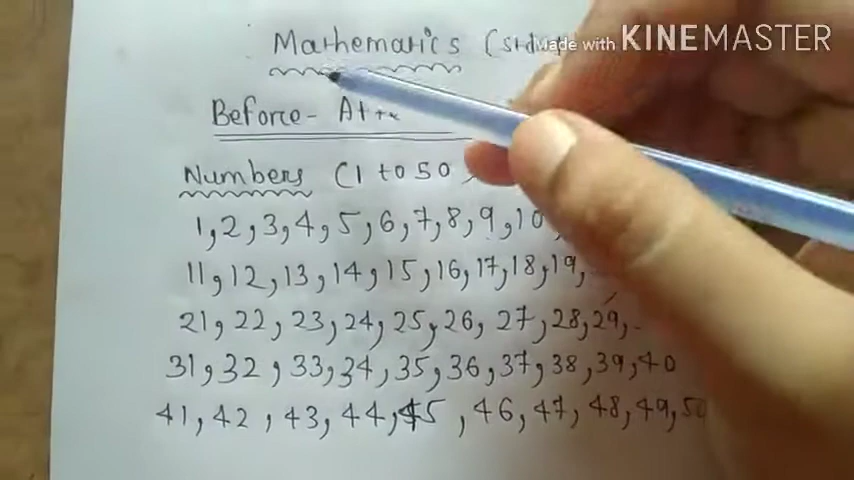 Mathematics (Std
Made with KINEMASTER
Before - Af
Numbers (1 to 50
1, 2, 3, 4, 5, 6, 7, 8, 9, 10
11, 12, 13, 14, 15, 16, 17, 18, 19,
21, 22, 23, 24, 25, 26, 27, 28, 29,
31, 32, 33, 34, 35, 36, 37, 38, 39, 40
41, 42, 43, 44, 45, 46, 47, 48, 49, 50